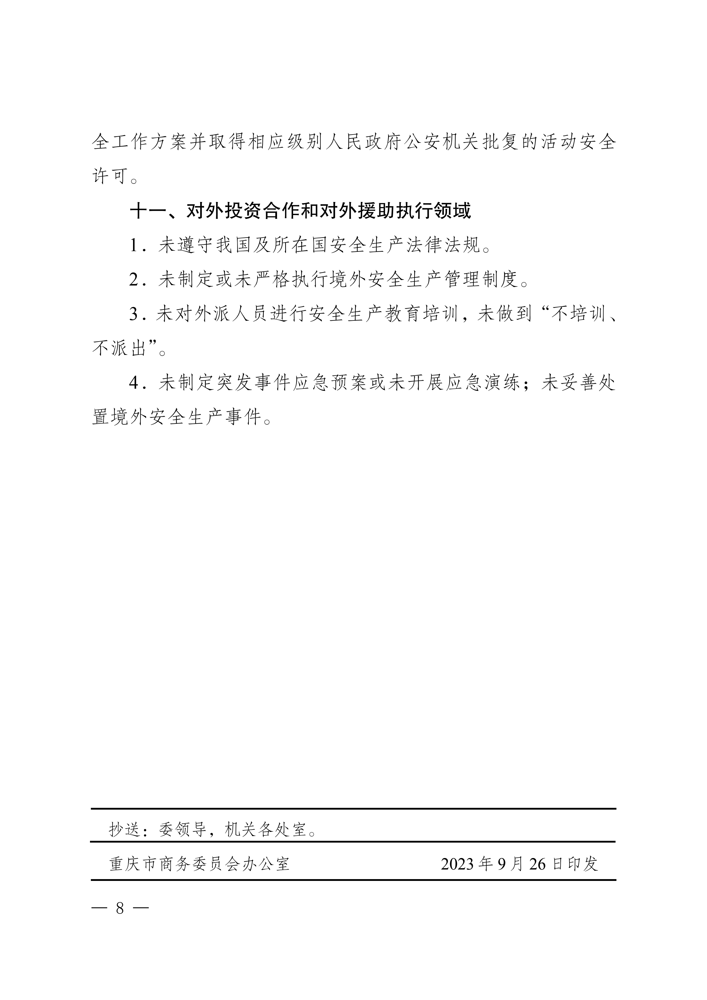 全工作方案并取得相应级别人民政府公安机关批复的活动安全
许可。
十一、对外投资合作和对外援助执行领域
1．未遵守我国及所在国安全生产法律法规。
2．未制定或未严格执行境外安全生产管理制度。
3．未对外派人员进行安全生产教育培训，未做到“不培训、
不派出”。
4．未制定突发事件应急预案或未开展应急演练；未妥善处
置境外安全生产事件。
抄送：委领导，机关各处室。
重庆市商务委员会办公室 2023年9月26日印发
— 8 —